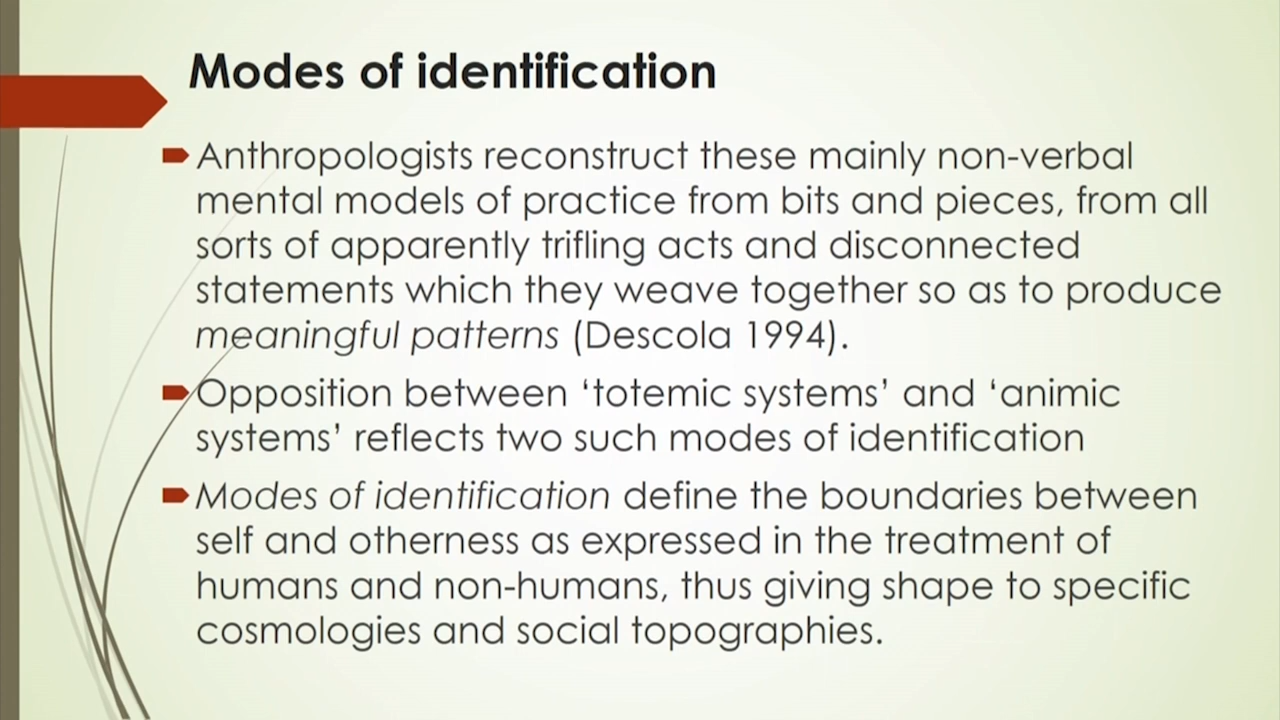 Modes of identification
Anthropologists reconstruct these mainly non-verbal
mental models of practice from bits and pieces, from all
sorts of apparently trifling acts and disconnected
statements which they weave together so as to produce
meaningful patterns (Descola 1994).
Opposition between ‘totemic systems’ and ‘animic
systems’ reflects two such modes of identification
Modes of identification define the boundaries between
self and otherness as expressed in the treatment of
humans and non-humans, thus giving shape to specific
cosmologies and social topographies.